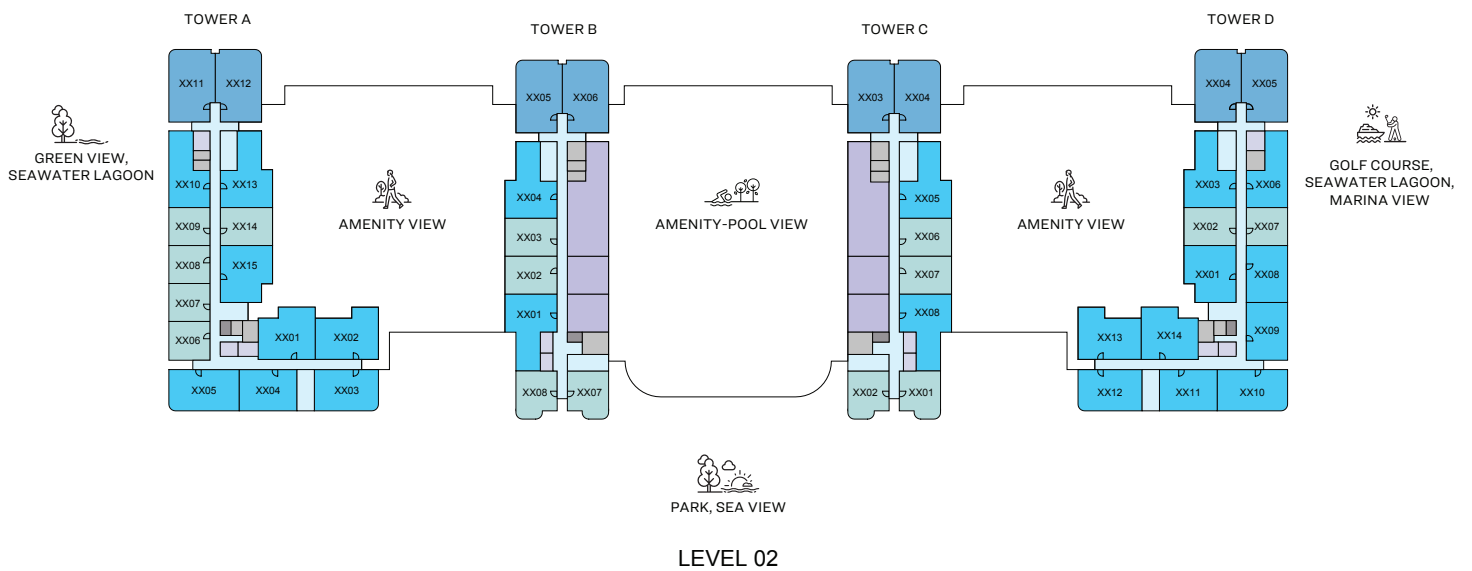 TOWER A
TOWER B
TOWER C
TOWER D
XX11
XX12
XX10
XX13
XX09
XX14
XX08
XX15
XX07
XX06
XX01
XX02
XX05
XX04
XX03
XX05
XX06
XX04
XX03
XX02
XX01
XX08
XX07
XX03
XX04
XX05
XX06
XX07
XX08
XX02
XX01
XX04
XX05
XX03
XX06
XX02
XX07
XX01
XX08
XX09
XX13
XX14
XX12
XX11
XX10
GREEN VIEW,
SEAWATER LAGOON
AMENITY VIEW
AMENITY-POOL VIEW
AMENITY VIEW
GOLF COURSE,
SEAWATER LAGOON,
MARINA VIEW
PARK, SEA VIEW
LEVEL 02